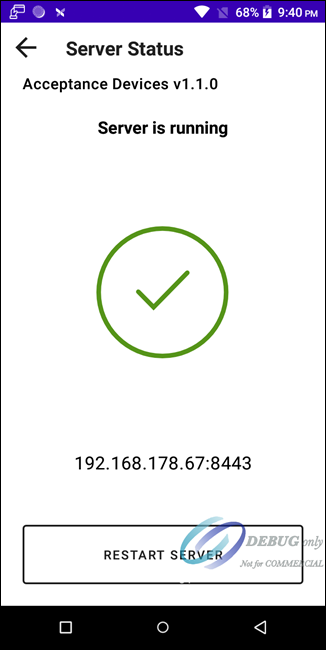 68% 9:40 PM
Server Status
Acceptance Devices v1.1.0
Server is running
192.168.178.67:8443
RESTART SERVER
DEBUG only
Not for COMMERCIAL